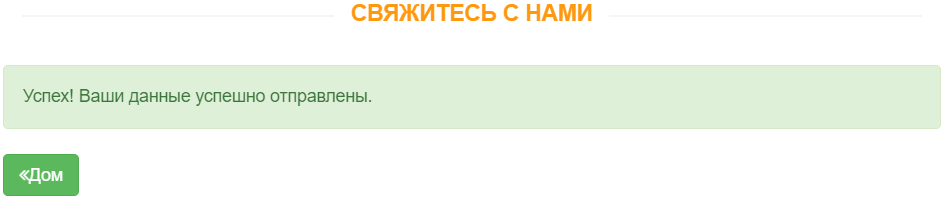 СВЯЖИТЕСЬ С НАМИ
Успех! Ваши данные успешно отправлены.
«Дом